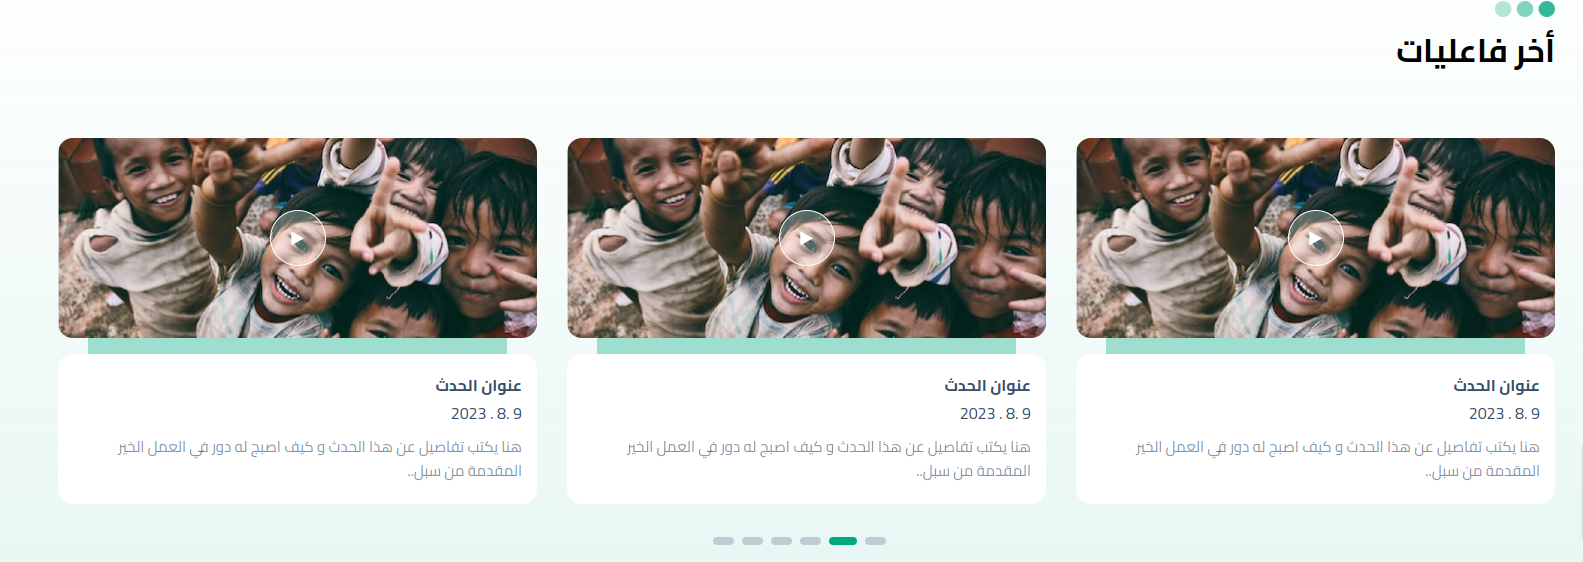 أخر فاعليات
عنوان الحدث
9 .8 . 2023
هنا يكتب تفاصيل عن هذا الحدث و كيف اصبح له دور في العمل الخير
المقدمة من سبل..
عنوان الحدث
9 .8 . 2023
هنا يكتب تفاصيل عن هذا الحدث و كيف اصبح له دور في العمل الخير
المقدمة من سبل..
عنوان الحدث
9 .8 . 2023
هنا يكتب تفاصيل عن هذا الحدث و كيف اصبح له دور في العمل الخير
المقدمة من سبل..